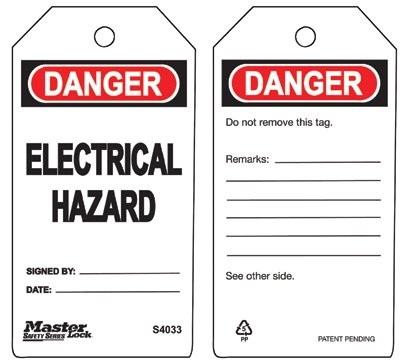 DANGER
ELECTRICAL
HAZARD
SIGNED BY:
DATE:
Master Lock
SAFETY SERIES
S4033
DANGER
Do not remove this tag.
Remarks:
See other side.
5
PP
PATENT PENDING